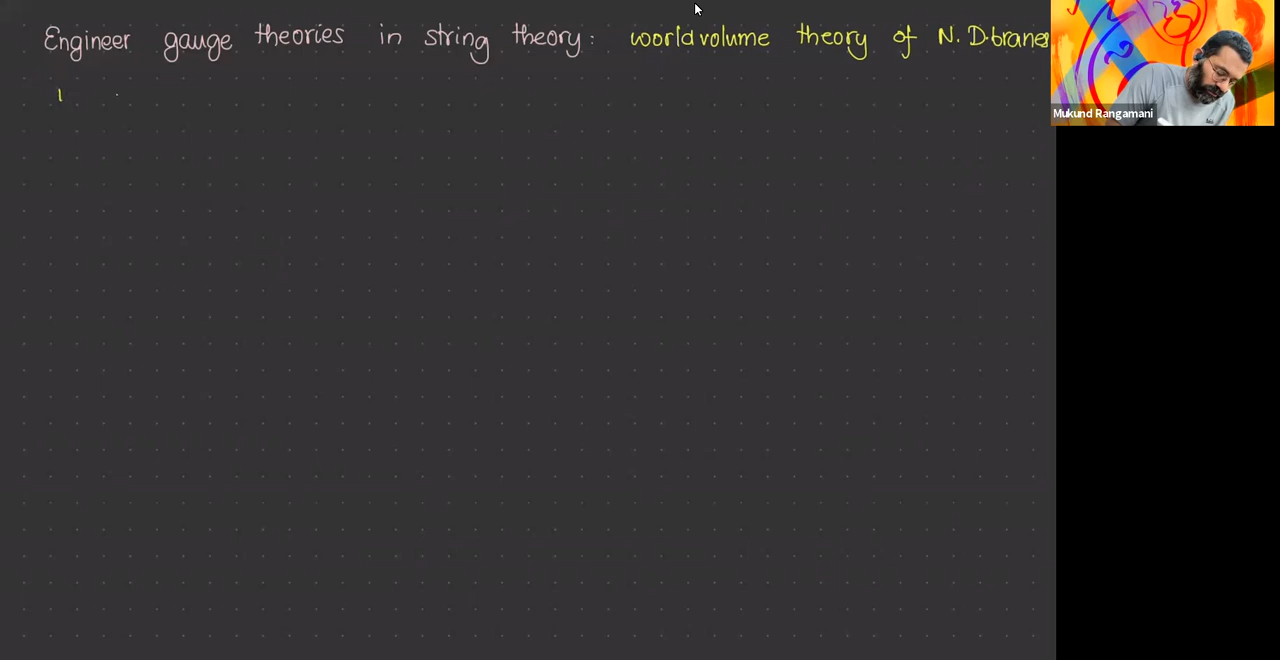 Engineer gauge theories in string theory: worldvolume theory of N. D-branes
Mukund Rangamani